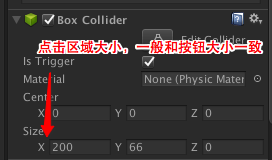 Box Collider
点击区域大小，一般和按钮大小一致
Edit Collider
Is Trigger
Material None (Physic Mater
Center
X 0 Y 0 Z 0
Size
X 200 Y 66 Z 0